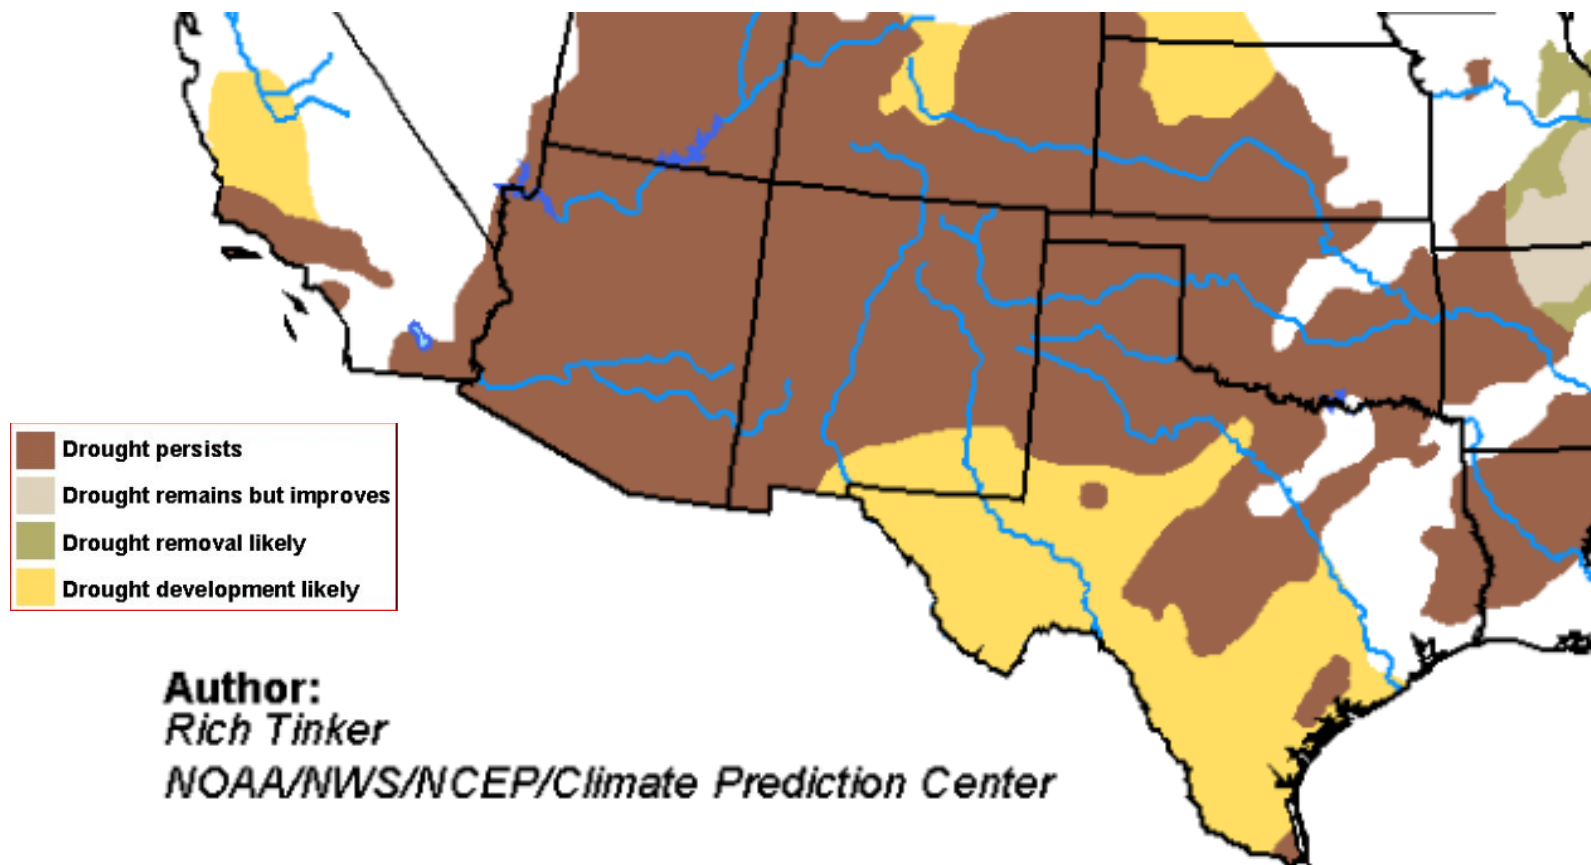 Drought persists
Drought remains but improves
Drought removal likely
Drought development likely
Author:
Rich Tinker
NOAA/NWS/NCEP/Climate Prediction Center